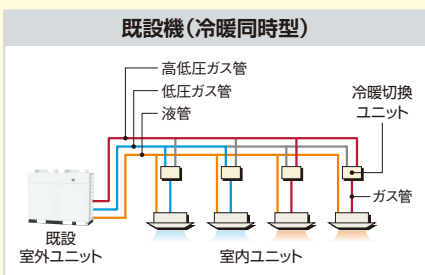 既設機(冷暖同時型)
高低圧ガス管
低圧ガス管
液管
冷暖切換
ユニット
ガス管
既設
室外ユニット
室内ユニット